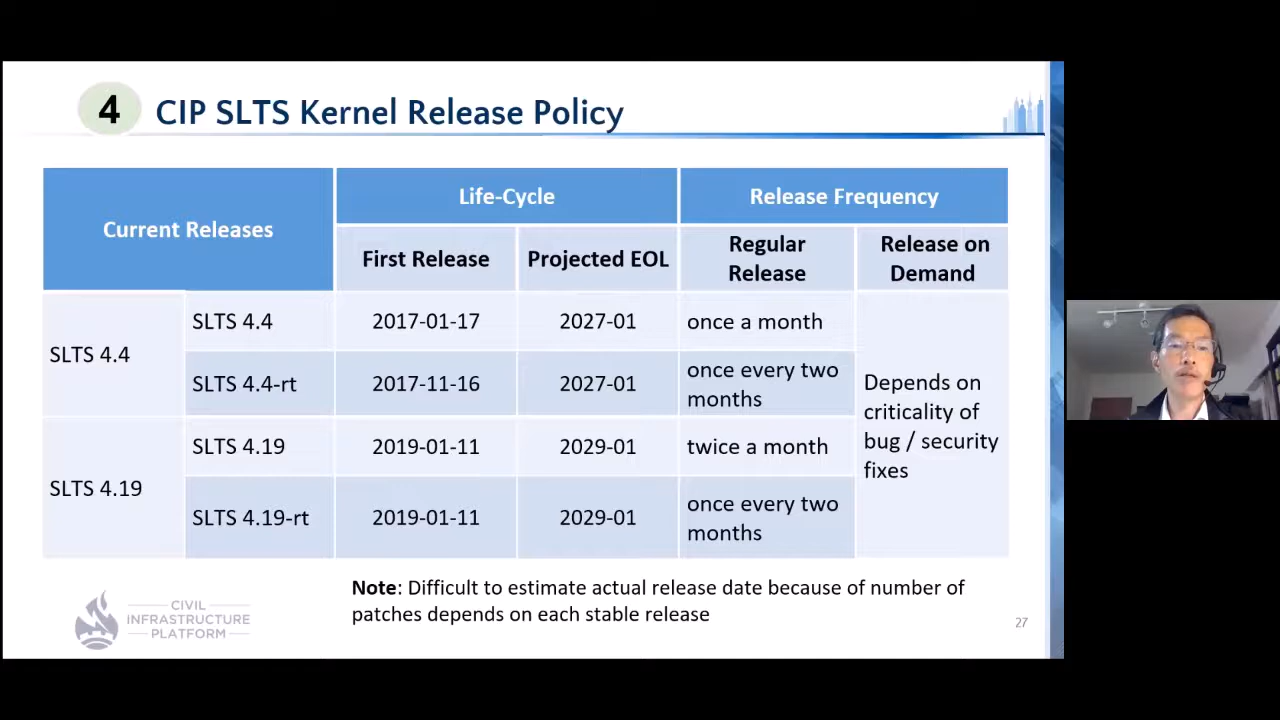 4 CIP SLTS Kernel Release Policy
Current Releases
Life-Cycle
Release Frequency
First Release
Projected EOL
Regular
Release
Release on
Demand
SLTS 4.4
SLTS 4.4
2017-01-17
2027-01
once a month
SLTS 4.4-rt
2017-11-16
2027-01
once every two
months
SLTS 4.19
SLTS 4.19
2019-01-11
2029-01
twice a month
SLTS 4.19-rt
2019-01-11
2029-01
once every two
months
Depends on
criticality of
bug / security
fixes
Note: Difficult to estimate actual release date because of number of
patches depends on each stable release
CIVIL
INFRASTRUCTURE
PLATFORM
27